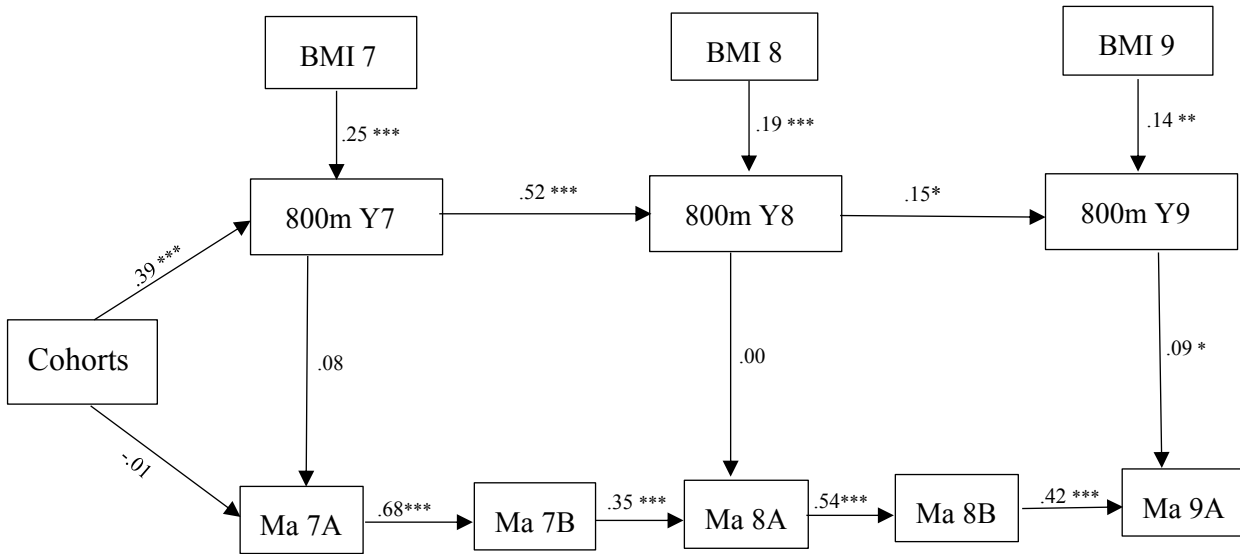 BMI 7
BMI 8
BMI 9
.25 ***
.19 ***
.14 **
800m Y7
.52 ***
800m Y8
.15*
800m Y9
.39 ***
Cohorts
.08
.00
.09 *
-.01
Ma 7A
.68***
Ma 7B
.35 ***
Ma 8A
.54***
Ma 8B
.42 ***
Ma 9A